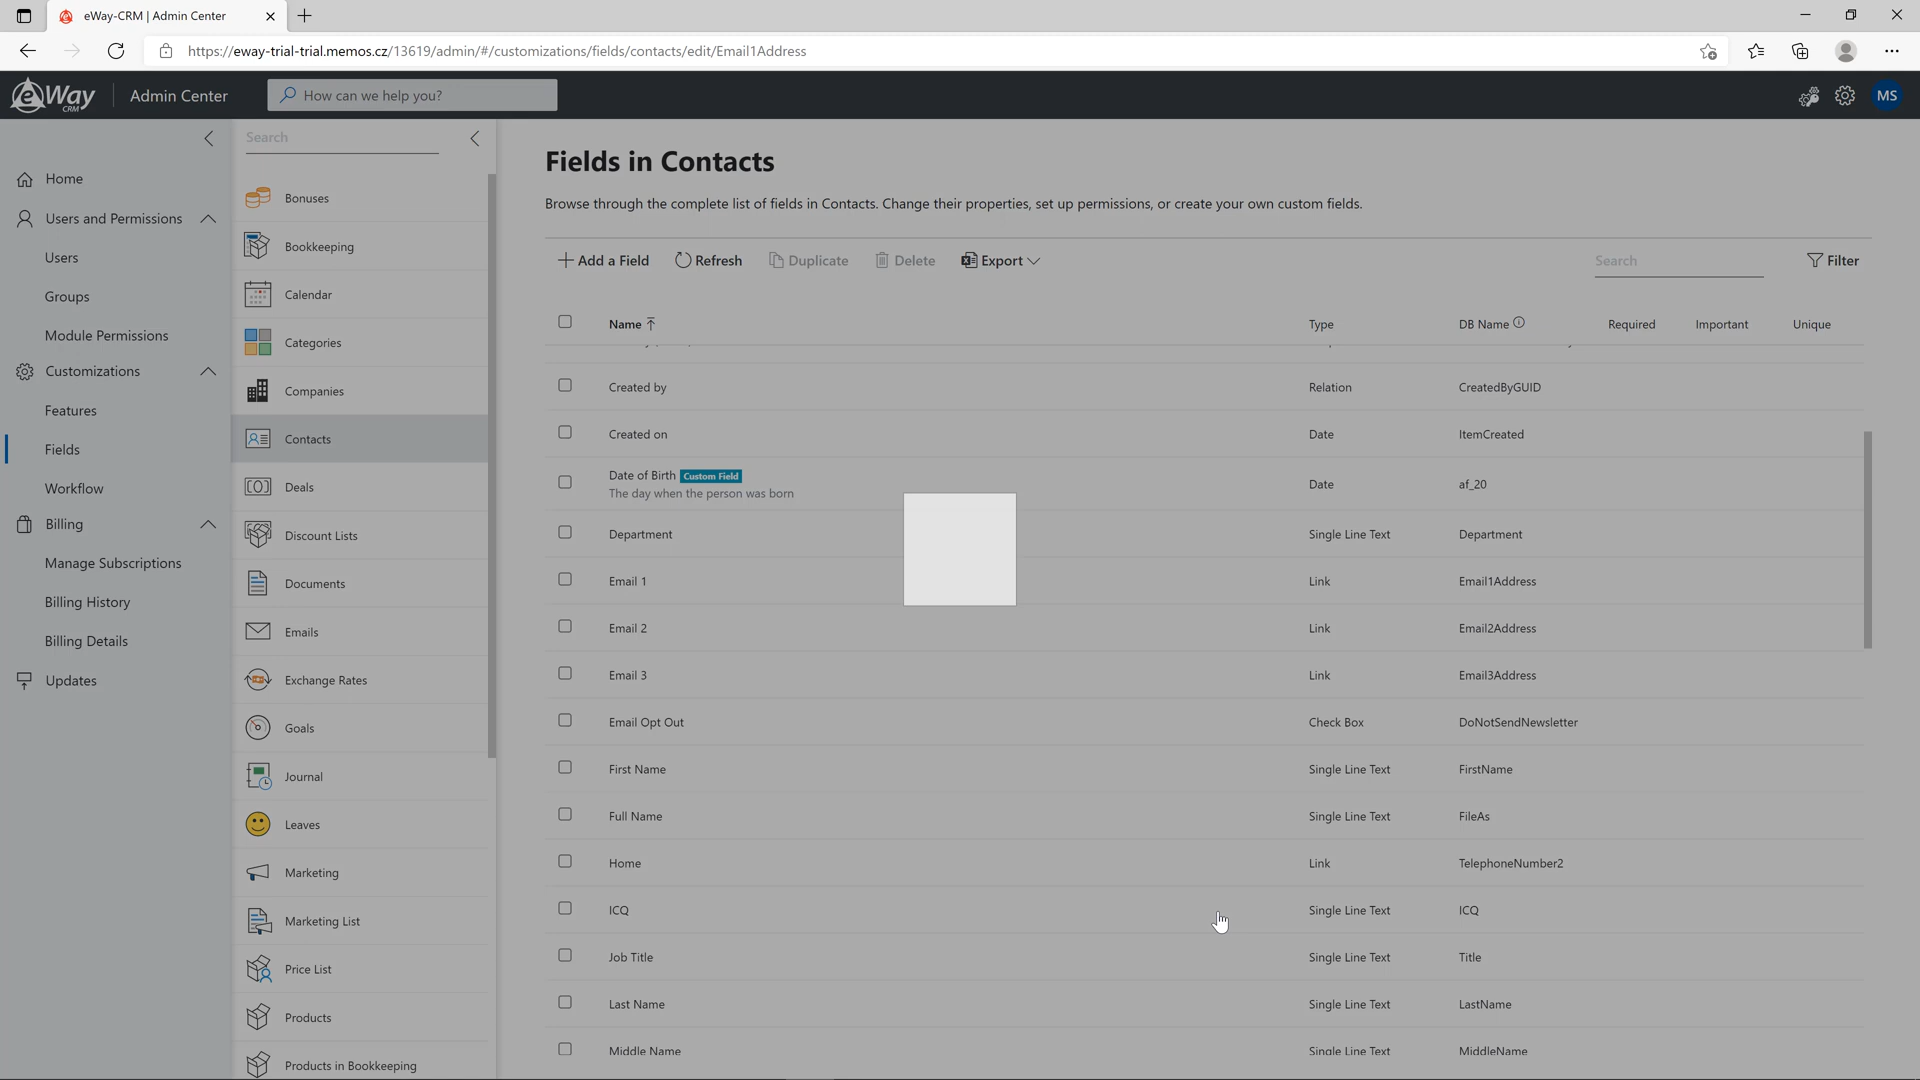 eWay-CRM | Admin Center
https://eway-trial-trial.memos.cz/13619/admin/#/customizations/fields/contacts/edit/Email1Address
eWay CRM
Admin Center
How can we help you?
MS
Home
Users and Permissions
Users
Groups
Module Permissions
Customizations
Features
Fields
Workflow
Billing
Manage Subscriptions
Billing History
Billing Details
Updates
Search
Bonuses
Bookkeeping
Calendar
Categories
Companies
Contacts
Deals
Discount Lists
Documents
Emails
Exchange Rates
Goals
Journal
Leaves
Marketing
Marketing List
Price List
Products
Products in Bookkeeping
Fields in Contacts
Browse through the complete list of fields in Contacts. Change their properties, set up permissions, or create your own custom fields.
Add a Field Refresh Duplicate Delete Export Search Filter
Name Type DB Name Required Important Unique
Created by Relation CreatedByGUID
Created on Date ItemCreated
Date of Birth Custom Field Date af_20
The day when the person was born
Department Single Line Text Department
Email 1 Link Email1Address
Email 2 Link Email2Address
Email 3 Link Email3Address
Email Opt Out Check Box DoNotSendNewsletter
First Name Single Line Text FirstName
Full Name Single Line Text FileAs
Home Link TelephoneNumber2
ICQ Single Line Text ICQ
Job Title Single Line Text Title
Last Name Single Line Text LastName
Middle Name Single Line Text MiddleName